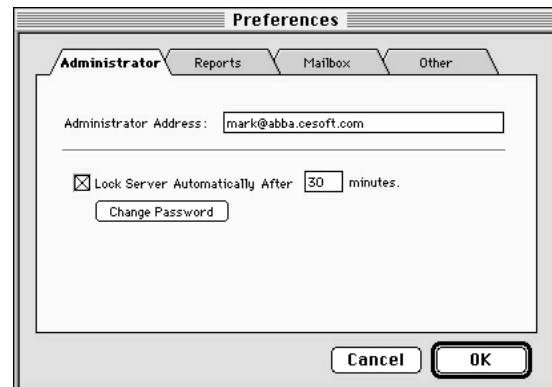 Preferences
Administrator Reports Mailbox Other
Administrator Address: mark@abba.cesoft.com
Lock Server Automatically After 30 minutes.
Change Password
Cancel OK